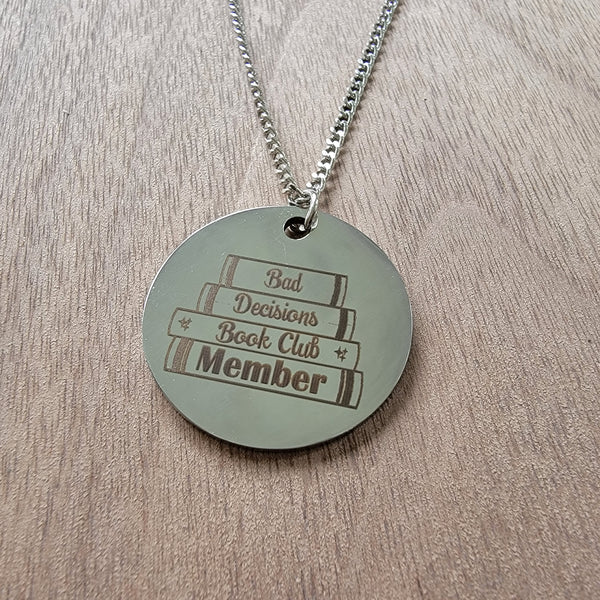 Bad
Decisions
Book Club
Member